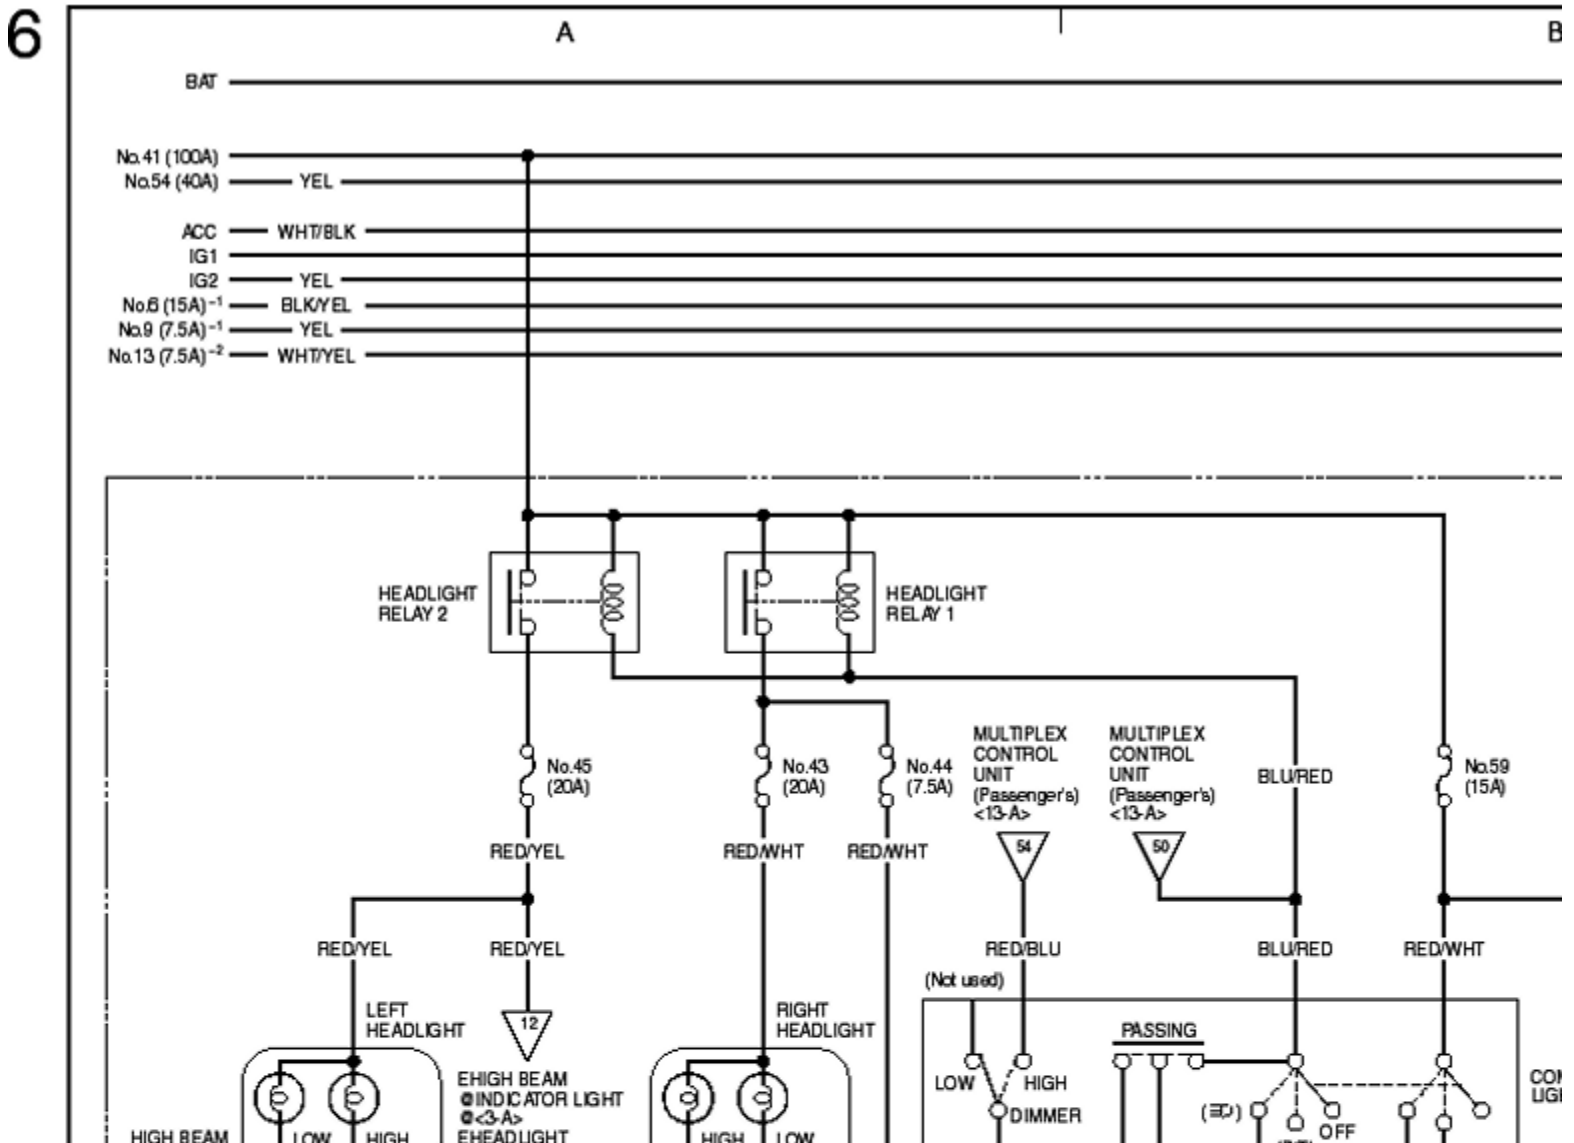 6
A
B
BAT
No.41 (100A)
No.54 (40A)
YEL
ACC
WHT/BLK
IG1
IG2
YEL
No.6 (15A)-1
BLK/YEL
No.9 (7.5A)-1
YEL
No.13 (7.5A)-2
WHT/YEL
HEADLIGHT
RELAY 2
HEADLIGHT
RELAY 1
No.45
(20A)
No.43
(20A)
No.44
(7.5A)
MULTIPLEX
CONTROL
UNIT
(Passenger's)
<13-A>
54
MULTIPLEX
CONTROL
UNIT
(Passenger's)
<13-A>
50
BLU/RED
No.59
(15A)
RED/YEL
RED/WHT
RED/WHT
RED/YEL
RED/YEL
RED/BLU
BLU/RED
RED/WHT
(Not used)
LEFT
HEADLIGHT
12
RIGHT
HEADLIGHT
PASSING
LOW
HIGH
DIMMER
OFF
EHIGH BEAM
@INDICATOR LIGHT
@<3-A>
EHEADLIGHT
HIGH BEAM
LOW
HIGH
HIGH
LOW